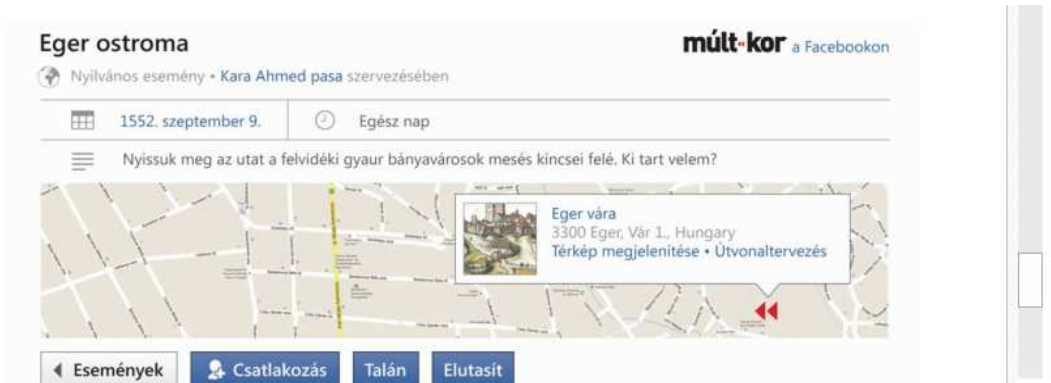 Eger ostroma
múlt-kor a Facebookon
Nyilvános esemény • Kara Ahmed pasa szervezésében
1552. szeptember 9.
Egész nap
Nyissuk meg az utat a felvidéki gyaur bányavárosok mesés kincsei felé. Ki tart velem?
Eger vára
3300 Eger, Vár 1., Hungary
Térkép megjelenítése • Útvonaltervezés
Események
Csatlakozás
Talán
Elutasít